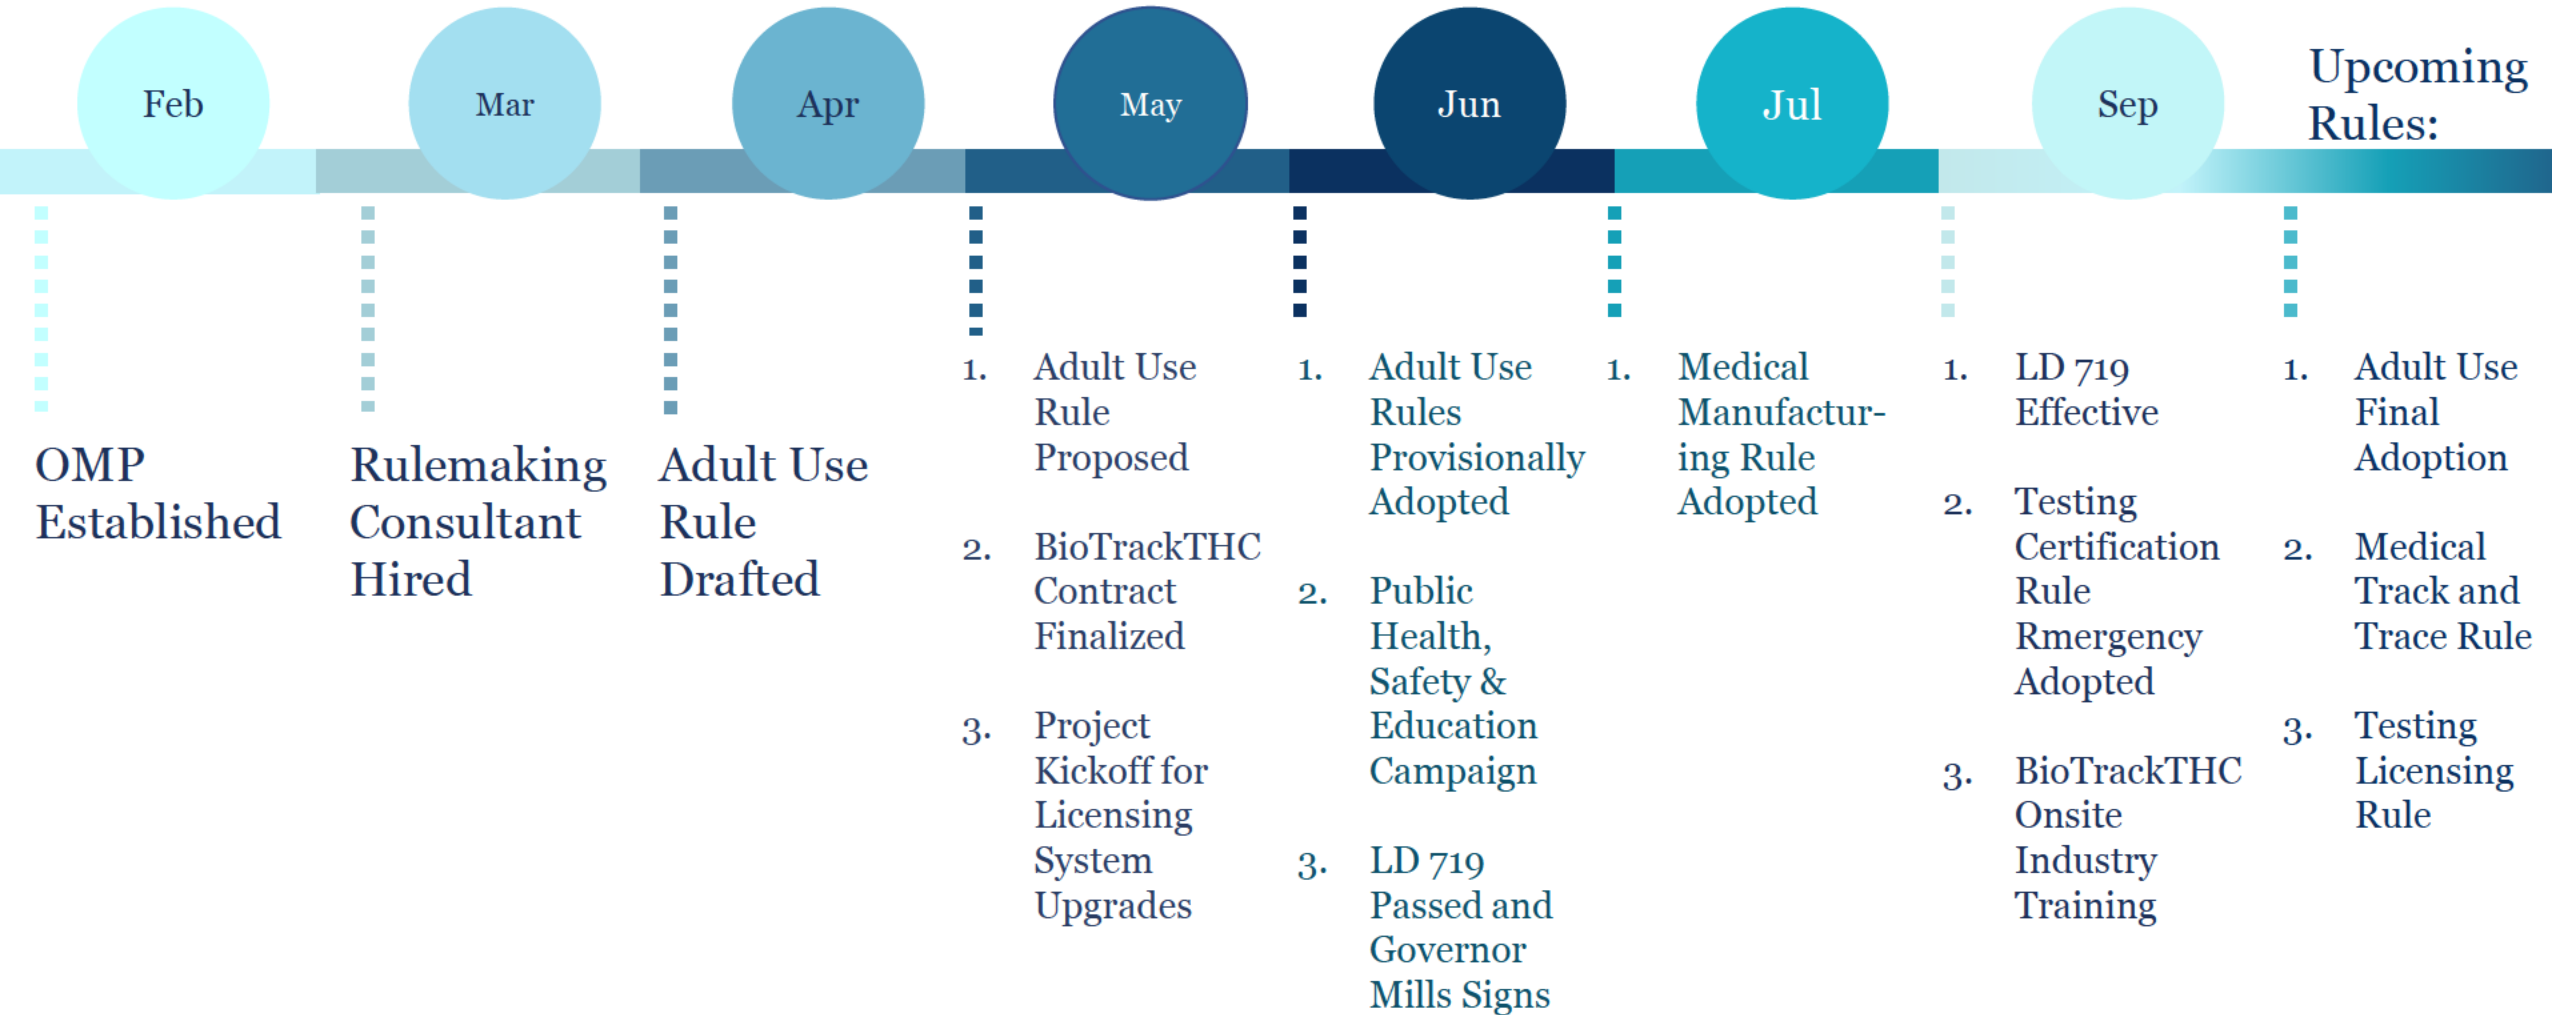 Feb
Mar
Apr
May
Jun
Jul
Sep
Upcoming
Rules:
OMP
Established
Rulemaking
Consultant
Hired
Adult Use
Rule
Drafted
1. Adult Use
Rule
Proposed
2. BioTrackTHC
Contract
Finalized
3. Project
Kickoff for
Licensing
System
Upgrades
1. Adult Use
Rules
Provisionally
Adopted
2. Public
Health,
Safety &
Education
Campaign
3. LD 719
Passed and
Governor
Mills Signs
1. Medical
Manufactur-
ing Rule
Adopted
1. LD 719
Effective
2. Testing
Certification
Rule
Rmergency
Adopted
3. BioTrackTHC
Onsite
Industry
Training
1. Adult Use
Final
Adoption
2. Medical
Track and
Trace Rule
3. Testing
Licensing
Rule